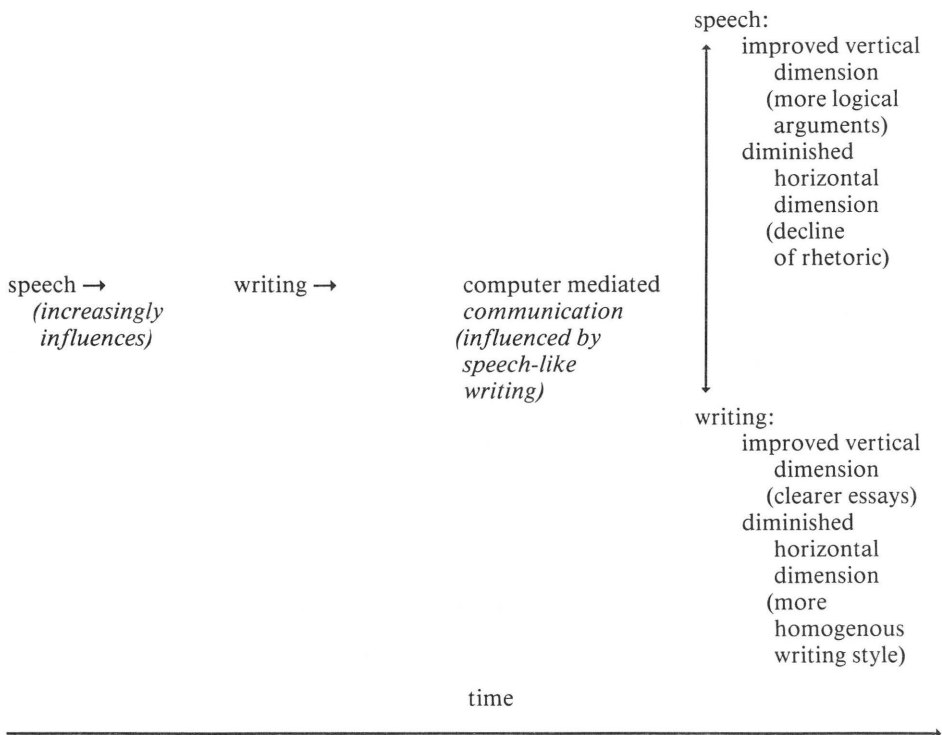 speech:
improved vertical
dimension
(more logical
arguments)
diminished
horizontal
dimension
(decline
of rhetoric)
speech → writing → computer mediated
(increasingly communication
influences) (influenced by
speech-like
writing)
writing:
improved vertical
dimension
(clearer essays)
diminished
horizontal
dimension
(more
homogenous
writing style)
time